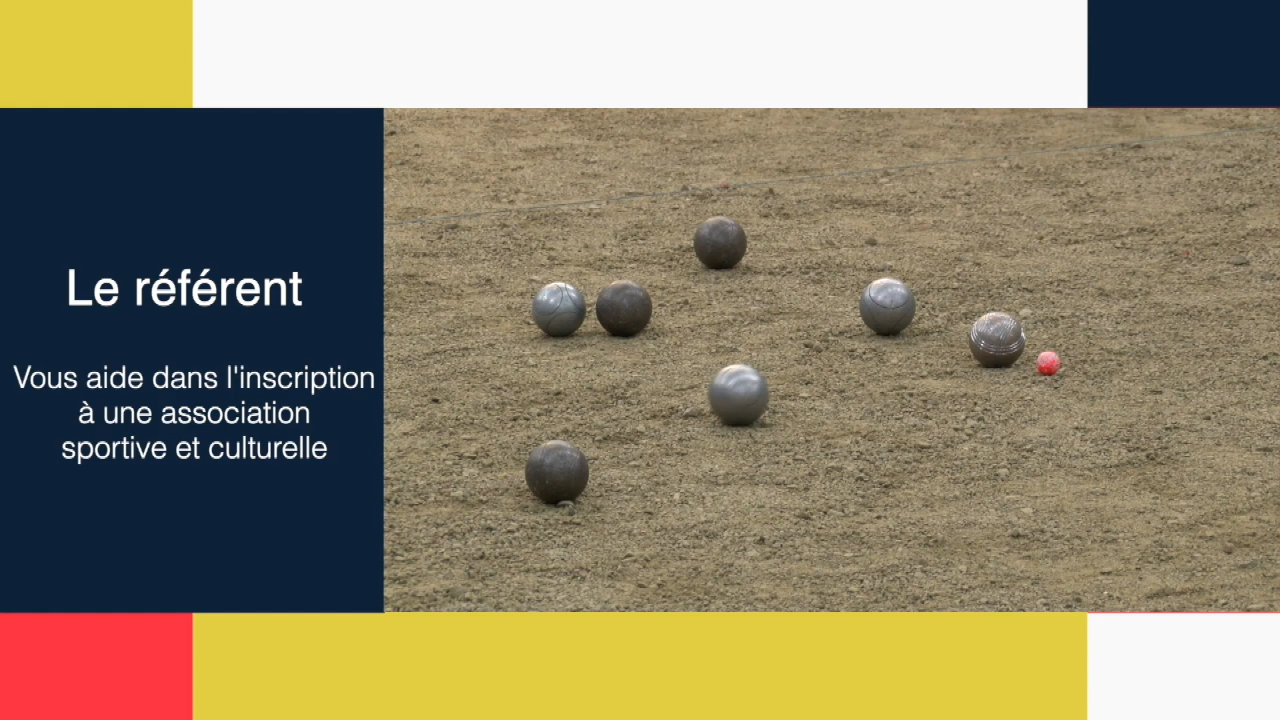 Le référent
Vous aide dans l'inscription
à une association
sportive et culturelle